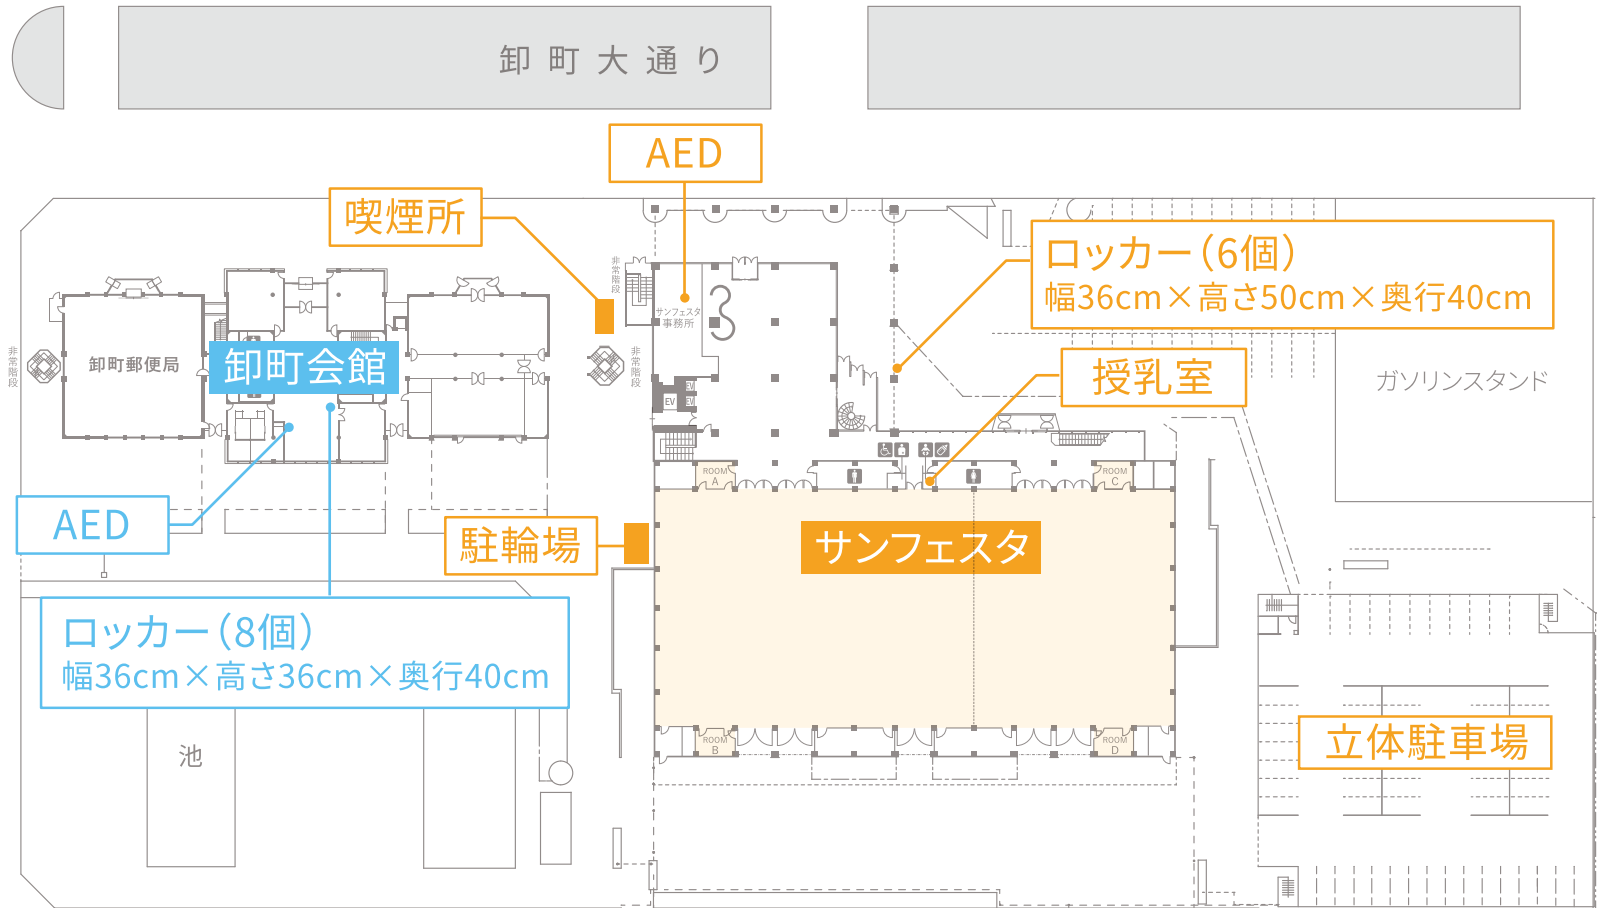 卸町大通り
AED
喫煙所
ロッカー（6個）
幅36cm×高さ50cm×奥行40cm
非常階段
サンフェスタ
事務所
卸町郵便局
非常階段
卸町会館
非常階段
EV
EV
EV
授乳室
ガソリンスタンド
ROOM
A
ROOM
C
AED
駐輪場
サンフェスタ
ロッカー（8個）
幅36cm×高さ36cm×奥行40cm
ROOM
B
ROOM
D
池
立体駐車場